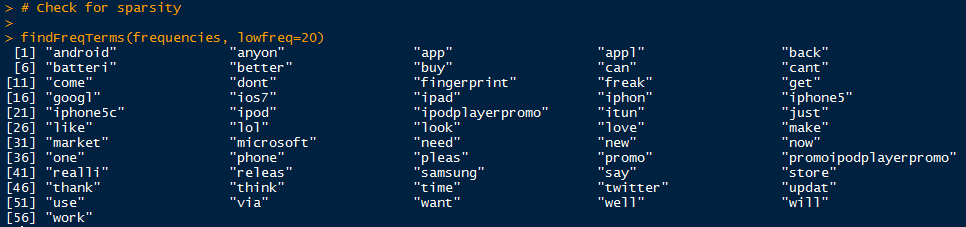 > # Check for sparsity
>
> findFreqTerms(frequencies, lowfreq=20)
[1] "android" "anyon" "app" "appl" "back"
[6] "batteri" "better" "buy" "can" "cant"
[11] "come" "dont" "fingerprint" "freak" "get"
[16] "googl" "ios7" "ipad" "iphon" "iphone5"
[21] "iphone5c" "ipod" "ipodplayerpromo" "itun" "just"
[26] "like" "lol" "look" "love" "make"
[31] "market" "microsoft" "need" "new" "now"
[36] "one" "phone" "pleas" "promo" "promoipodplayerpromo"
[41] "realli" "releas" "samsung" "say" "store"
[46] "thank" "think" "time" "twitter" "updat"
[51] "use" "via" "want" "well" "will"
[56] "work"